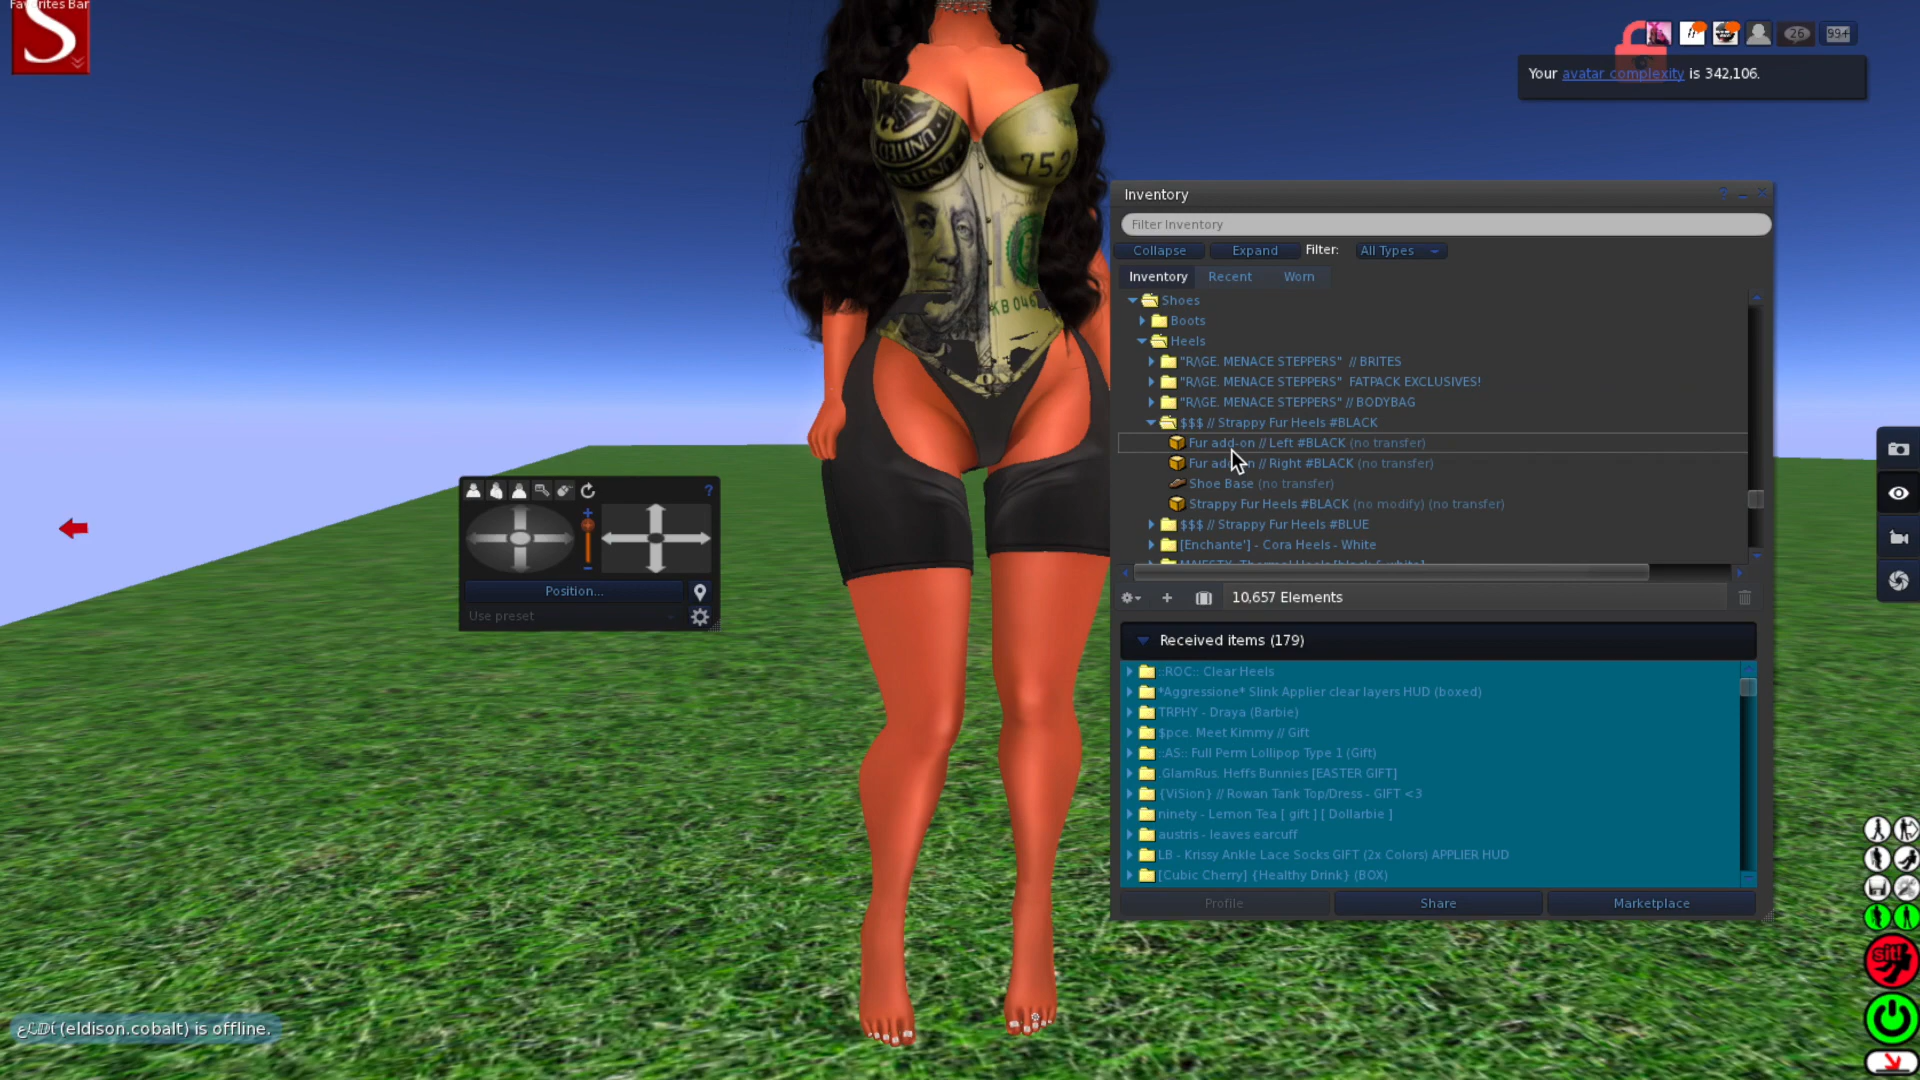 Favorites Bar
S
26
99+
Your avatar complexity is 342,106.
UNITED
752
KB 046
Inventory
?
Filter Inventory
Collapse
Expand
Filter:
All Types
Inventory
Recent
Worn
Shoes
Boots
Heels
"R/\GE. MENACE STEPPERS" // BRITES
"R/\GE. MENACE STEPPERS" FATPACK EXCLUSIVES!
"R/\GE. MENACE STEPPERS" // BODYBAG
$$$ // Strappy Fur Heels #BLACK
Fur add-on // Left #BLACK (no transfer)
Fur // Right #BLACK (no transfer)
Shoe Base (no transfer)
Strappy Fur Heels #BLACK (no modify) (no transfer)
$$$ // Strappy Fur Heels #BLUE
[Enchante'] - Cora Heels - White
10,657 Elements
Received items (179)
::ROC:: Clear Heels
*Aggressione* Slink Applier clear layers HUD (boxed)
TRPHY - Draya (Barbie)
$pce. Meet Kimmy // Gift
::AS:: Full Perm Lollipop Type 1 (Gift)
.GlamRus. Heffs Bunnies [EASTER GIFT]
{ViSion} // Rowan Tank Top/Dress - GIFT <3
ninety - Lemon Tea [ gift ] [ Dollarbie ]
austris - leaves earcuff
LB - Krissy Ankle Lace Socks GIFT (2x Colors) APPLIER HUD
[Cubic Cherry] {Healthy Drink} (BOX)
Profile
Share
Marketplace
?
Position...
Use preset
sit!
(eldison.cobalt) is offline.